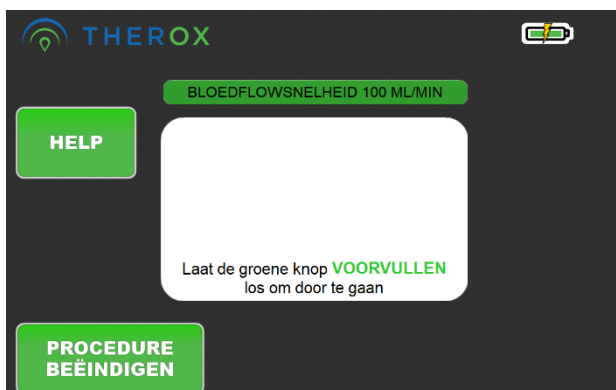 THEROX
BLOEDFLOWSNELHEID 100 ML/MIN
HELP
Laat de groene knop VOORVULLEN
los om door te gaan
PROCEDURE
BEËINDIGEN